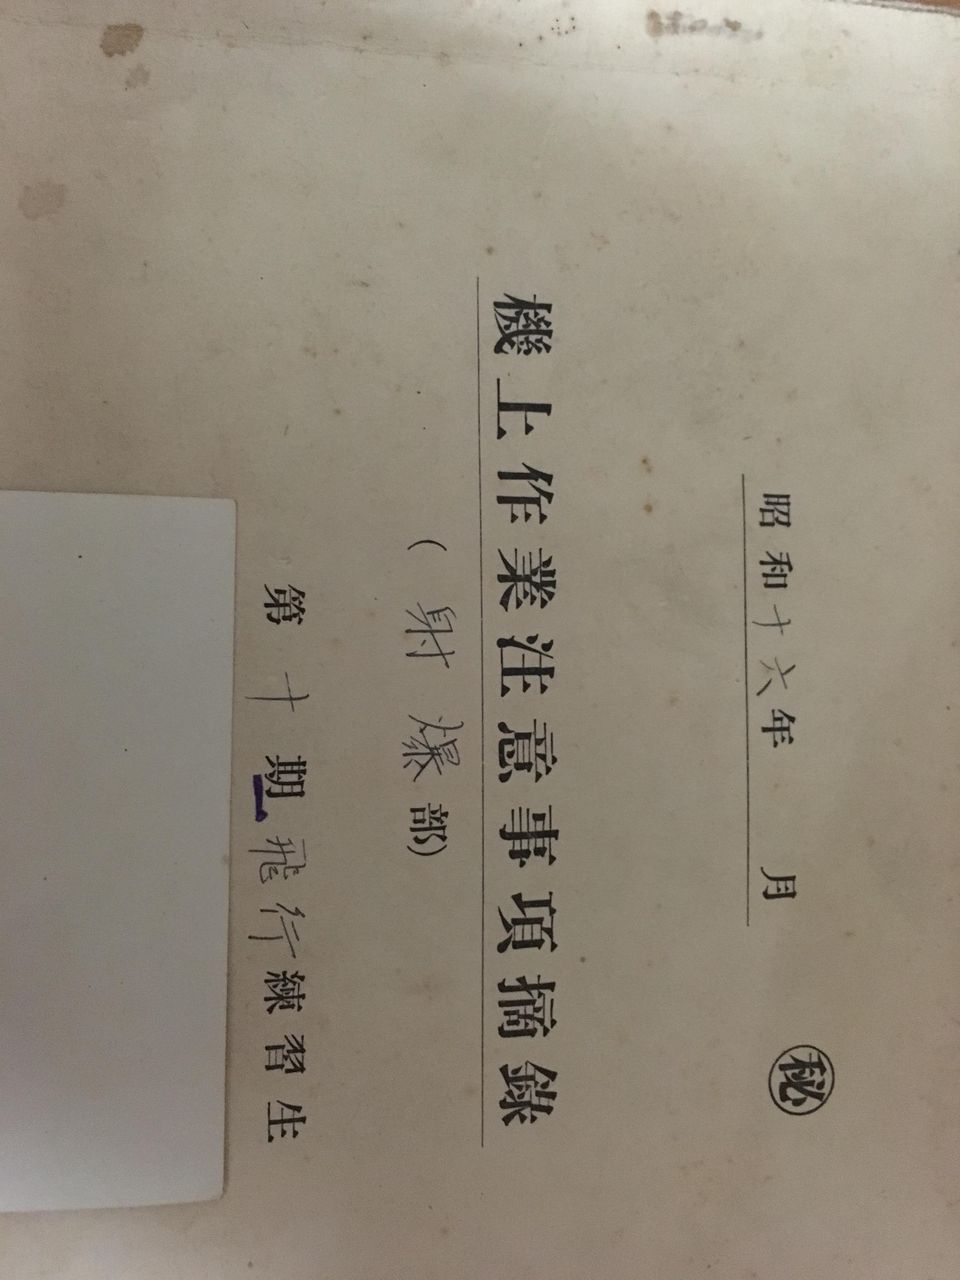 ㊙
昭和十六年 月
機上作業注意事項摘錄
(射爆部)
第十期飛行練習生